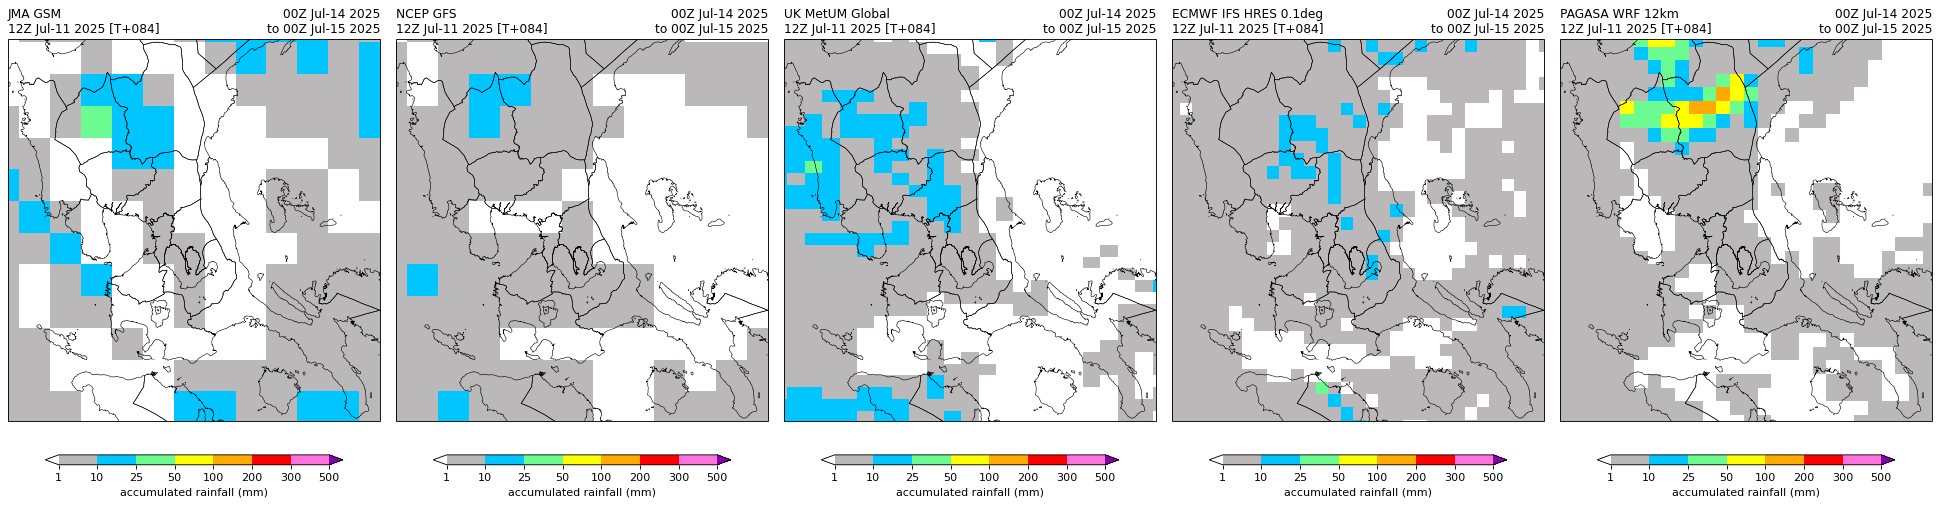 JMA GSM 00Z Jul-14 2025
12Z Jul-11 2025 [T+084] to 00Z Jul-15 2025
1 10 25 50 100 200 300 500
accumulated rainfall (mm)
NCEP GFS 00Z Jul-14 2025
12Z Jul-11 2025 [T+084] to 00Z Jul-15 2025
1 10 25 50 100 200 300 500
accumulated rainfall (mm)
UK MetUM Global 00Z Jul-14 2025
12Z Jul-11 2025 [T+084] to 00Z Jul-15 2025
1 10 25 50 100 200 300 500
accumulated rainfall (mm)
ECMWF IFS HRES 0.1deg 00Z Jul-14 2025
12Z Jul-11 2025 [T+084] to 00Z Jul-15 2025
1 10 25 50 100 200 300 500
accumulated rainfall (mm)
PAGASA WRF 12km 00Z Jul-14 2025
12Z Jul-11 2025 [T+084] to 00Z Jul-15 2025
1 10 25 50 100 200 300 500
accumulated rainfall (mm)